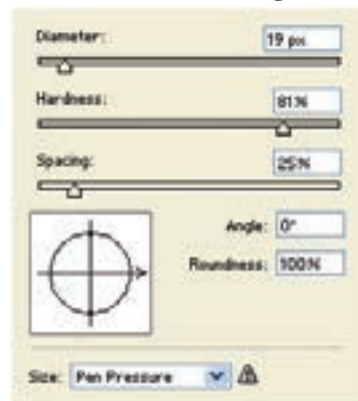 Diameter: 19 px
Hardness: 81%
Spacing: 25%
Angle: 0°
Roundness: 100%
Size: Pen Pressure